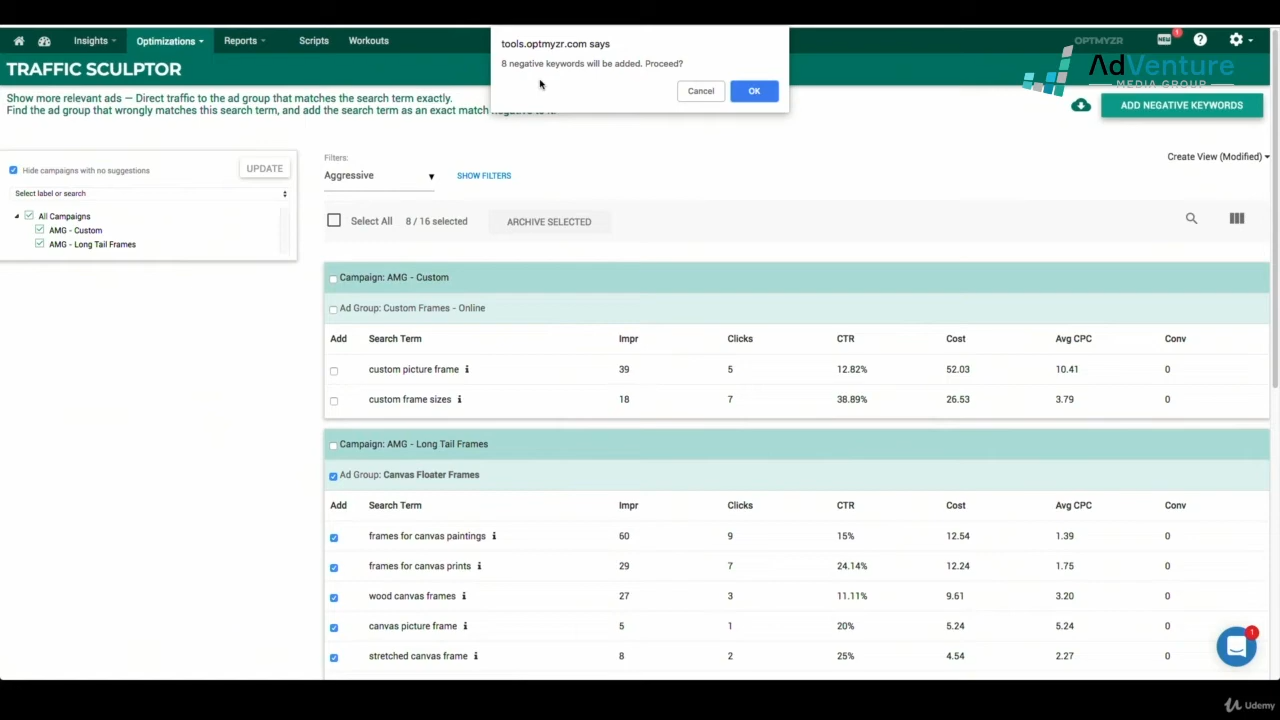 tools.optmyzr.com says
8 negative keywords will be added. Proceed?
Cancel
OK
Insights
Optimizations
Reports
Scripts
Workouts
OPTMYZR
NEW
1
?
TRAFFIC SCULPTOR
AdVenture
MEDIA GROUP
Show more relevant ads — Direct traffic to the ad group that matches the search term exactly.
Find the ad group that wrongly matches this search term, and add the search term as an exact match negative to it.
ADD NEGATIVE KEYWORDS
Hide campaigns with no suggestions
UPDATE
Select label or search
All Campaigns
AMG - Custom
AMG - Long Tail Frames
Filters:
Aggressive
SHOW FILTERS
Create View (Modified)
Select All 8 / 16 selected ARCHIVE SELECTED
Campaign: AMG - Custom
Ad Group: Custom Frames - Online
Add Search Term Impr Clicks CTR Cost Avg CPC Conv
custom picture frame i 39 5 12.82% 52.03 10.41 0
custom frame sizes i 18 7 38.89% 26.53 3.79 0
Campaign: AMG - Long Tail Frames
Ad Group: Canvas Floater Frames
Add Search Term Impr Clicks CTR Cost Avg CPC Conv
frames for canvas paintings i 60 9 15% 12.54 1.39 0
frames for canvas prints i 29 7 24.14% 12.24 1.75 0
wood canvas frames i 27 3 11.11% 9.61 3.20 0
canvas picture frame i 5 1 20% 5.24 5.24 0
stretched canvas frame i 8 2 25% 4.54 2.27 0
1
Udemy